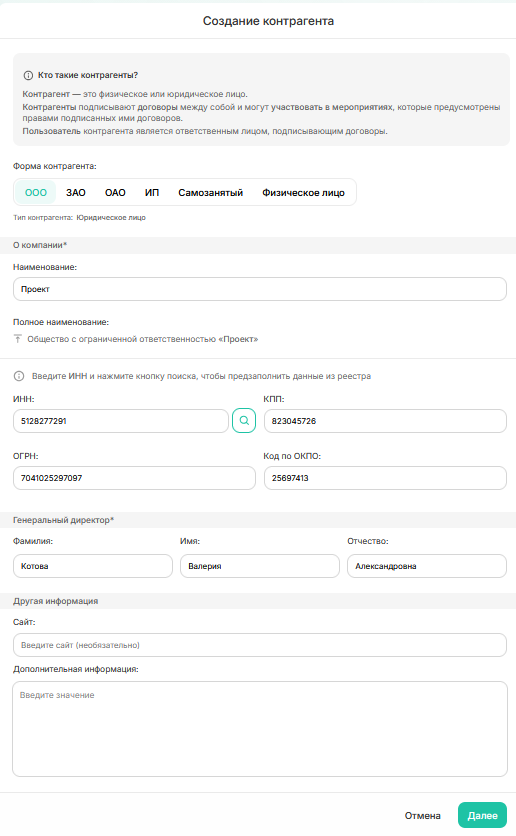 Создание контрагента
Кто такие контрагенты?
Контрагент — это физическое или юридическое лицо.
Контрагенты подписывают договоры между собой и могут участвовать в мероприятиях, которые предусмотрены
правами подписанных ими договоров.
Пользователь контрагента является ответственным лицом, подписывающим договоры.
Форма контрагента:
ООО ЗАО ОАО ИП Самозанятый Физическое лицо
Тип контрагента: Юридическое лицо
О компании*
Наименование:
Проект
Полное наименование:
Общество с ограниченной ответственностью «Проект»
Введите ИНН и нажмите кнопку поиска, чтобы предзаполнить данные из реестра
ИНН: КПП:
5128277291 823045726
ОГРН: Код по ОКПО:
7041025297097 25697413
Генеральный директор*
Фамилия: Имя: Отчество:
Котова Валерия Александровна
Другая информация
Сайт:
Введите сайт (необязательно)
Дополнительная информация:
Введите значение
Отмена Далее